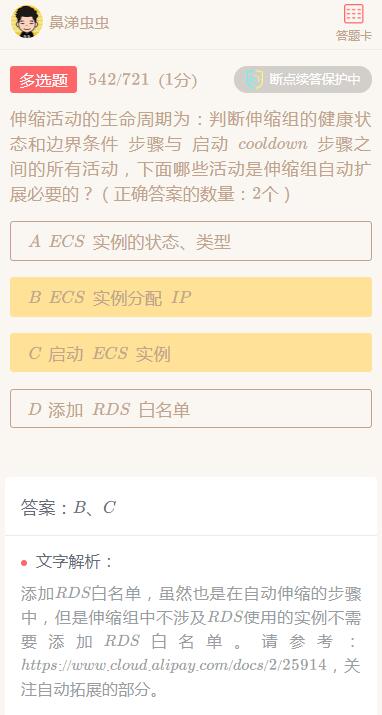 鼻涕虫虫
答题卡
多选题 542/721 (1分) 断点续答保护中
伸缩活动的生命周期为：判断伸缩组的健康状
态和边界条件 步骤与 启动 cooldown 步骤之
间的所有活动，下面哪些活动是伸缩组自动扩
展必要的？( 正确答案的数量：2个 )
A ECS 实例的状态、类型
B ECS 实例分配 IP
C 启动 ECS 实例
D 添加 RDS 白名单
答案：B、C
文字解析：
添加RDS白名单，虽然也是在自动伸缩的步骤
中，但是伸缩组中不涉及RDS使用的实例不需
要添加RDS白名单。请参考：
https://www.cloud.alipay.com/docs/2/25914，关
注自动拓展的部分。